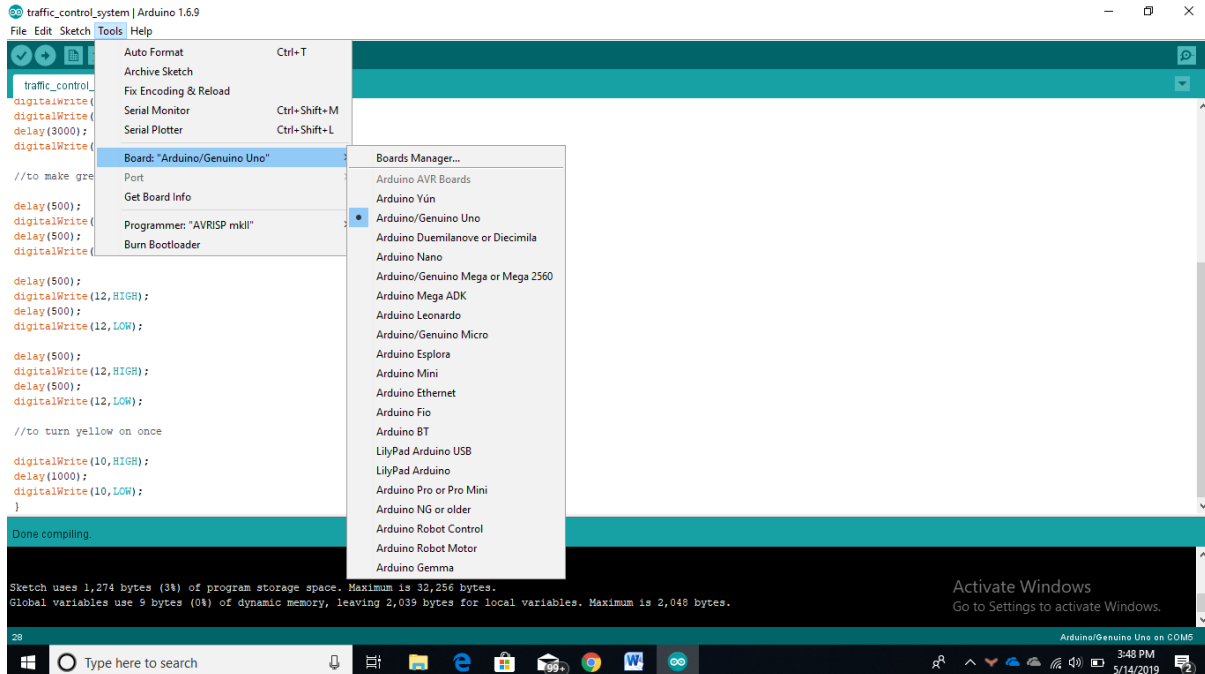 traffic_control_system | Arduino 1.6.9
File Edit Sketch Tools Help
Auto Format Ctrl+T
Archive Sketch
Fix Encoding & Reload
Serial Monitor Ctrl+Shift+M
Serial Plotter Ctrl+Shift+L
Board: "Arduino/Genuino Uno"
Port
Get Board Info
Programmer: "AVRISP mkII"
Burn Bootloader
Boards Manager...
Arduino AVR Boards
Arduino Yún
Arduino/Genuino Uno
Arduino Duemilanove or Diecimila
Arduino Nano
Arduino/Genuino Mega or Mega 2560
Arduino Mega ADK
Arduino Leonardo
Arduino/Genuino Micro
Arduino Esplora
Arduino Mini
Arduino Ethernet
Arduino Fio
Arduino BT
LilyPad Arduino USB
LilyPad Arduino
Arduino Pro or Pro Mini
Arduino NG or older
Arduino Robot Control
Arduino Robot Motor
Arduino Gemma
traffic_control_
digitalWrite(
digitalWrite(
delay(3000);
digitalWrite(
//to make gre
delay(500);
digitalWrite(
delay(500);
digitalWrite(
delay(500);
digitalWrite(12,HIGH);
delay(500);
digitalWrite(12,LOW);
delay(500);
digitalWrite(12,HIGH);
delay(500);
digitalWrite(12,LOW);
//to turn yellow on once
digitalWrite(10,HIGH);
delay(1000);
digitalWrite(10,LOW);
}
Done compiling.
Sketch uses 1,274 bytes (3%) of program storage space. Maximum is 32,256 bytes.
Global variables use 9 bytes (0%) of dynamic memory, leaving 2,039 bytes for local variables. Maximum is 2,048 bytes.
Activate Windows
Go to Settings to activate Windows.
28 Arduino/Genuino Uno on COM5
Type here to search
99+
W
3:48 PM
5/14/2019
2